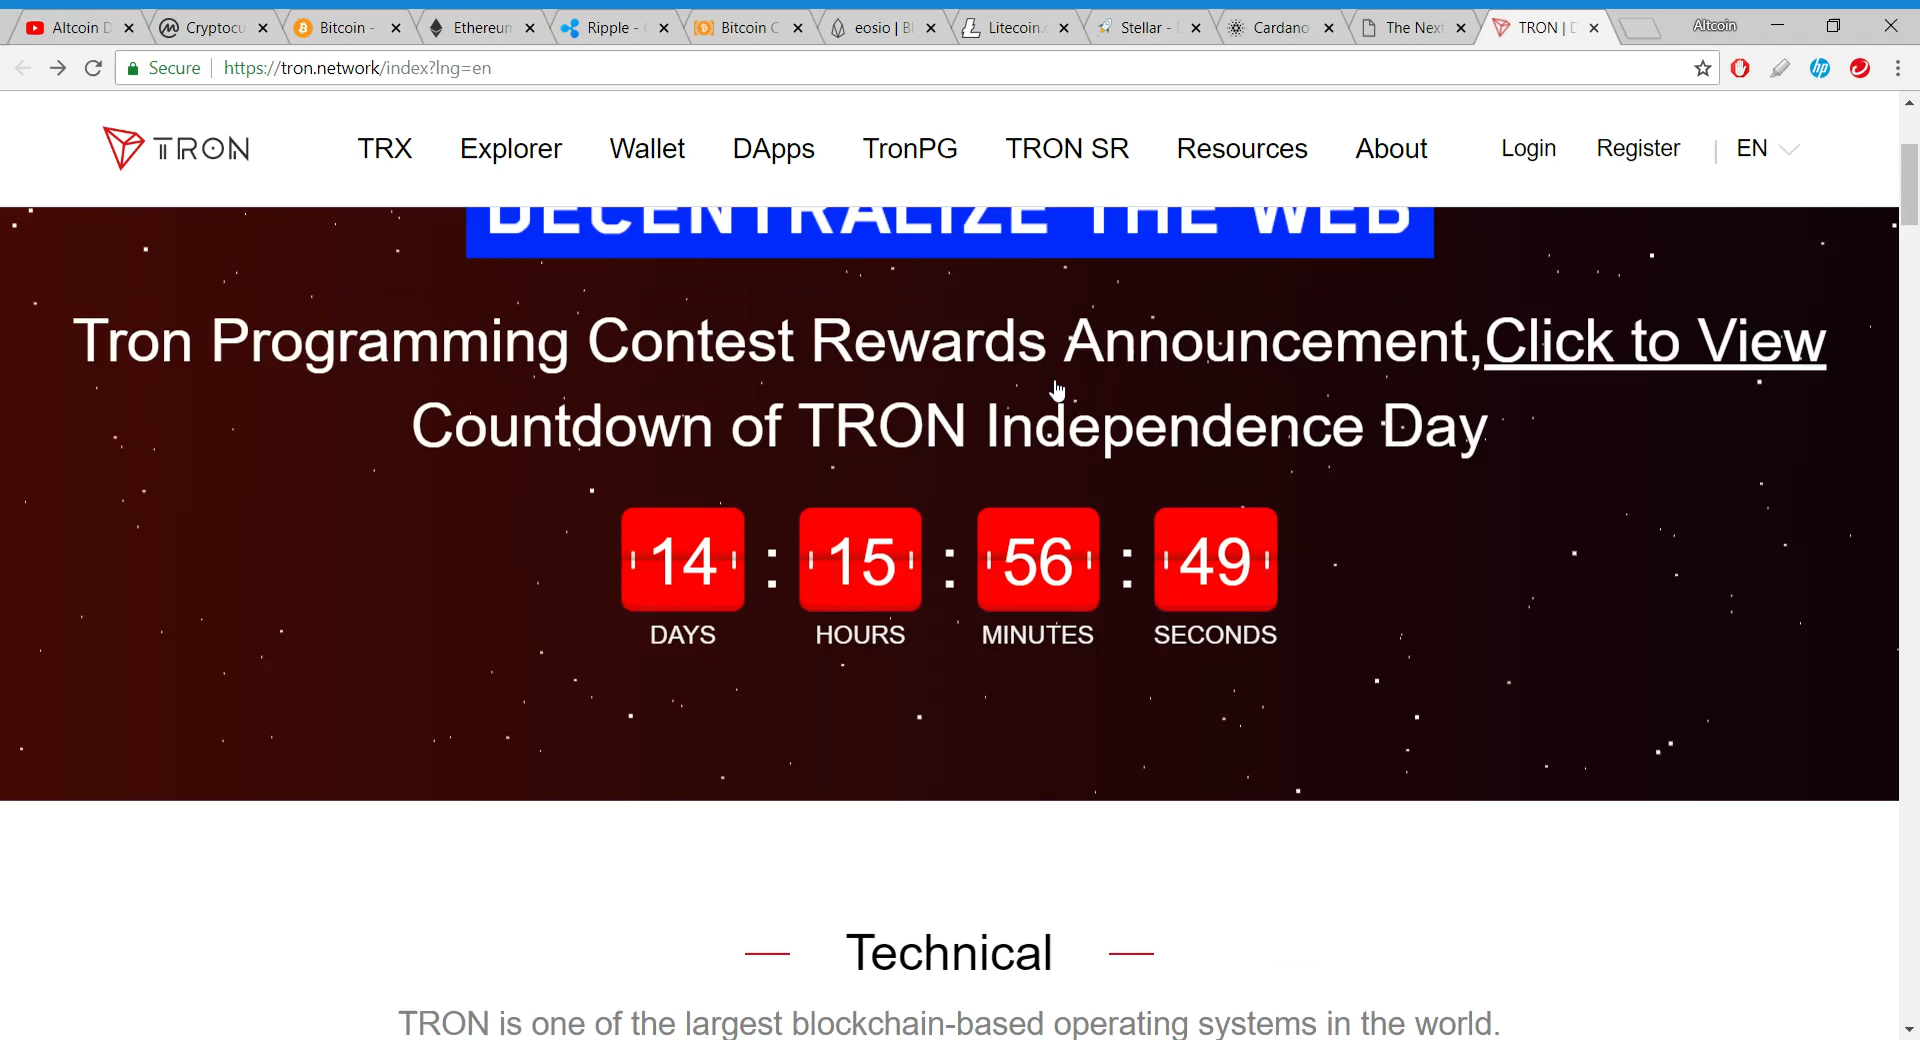 Altcoin D
Cryptocu
Bitcoin -
Ethereum
Ripple -
Bitcoin C
eosio | Bl
Litecoin.
Stellar -
Cardano
The Next
TRON | D
Altcoin
Secure
https://tron.network/index?lng=en
hp
TRON
TRX
Explorer
Wallet
DApps
TronPG
TRON SR
Resources
About
Login
Register
EN
DECENTRALIZE THE WEB
Tron Programming Contest Rewards Announcement,Click to View
Countdown of TRON Independence Day
14 : 15 : 56 : 49
DAYS HOURS MINUTES SECONDS
Technical
TRON is one of the largest blockchain-based operating systems in the world.